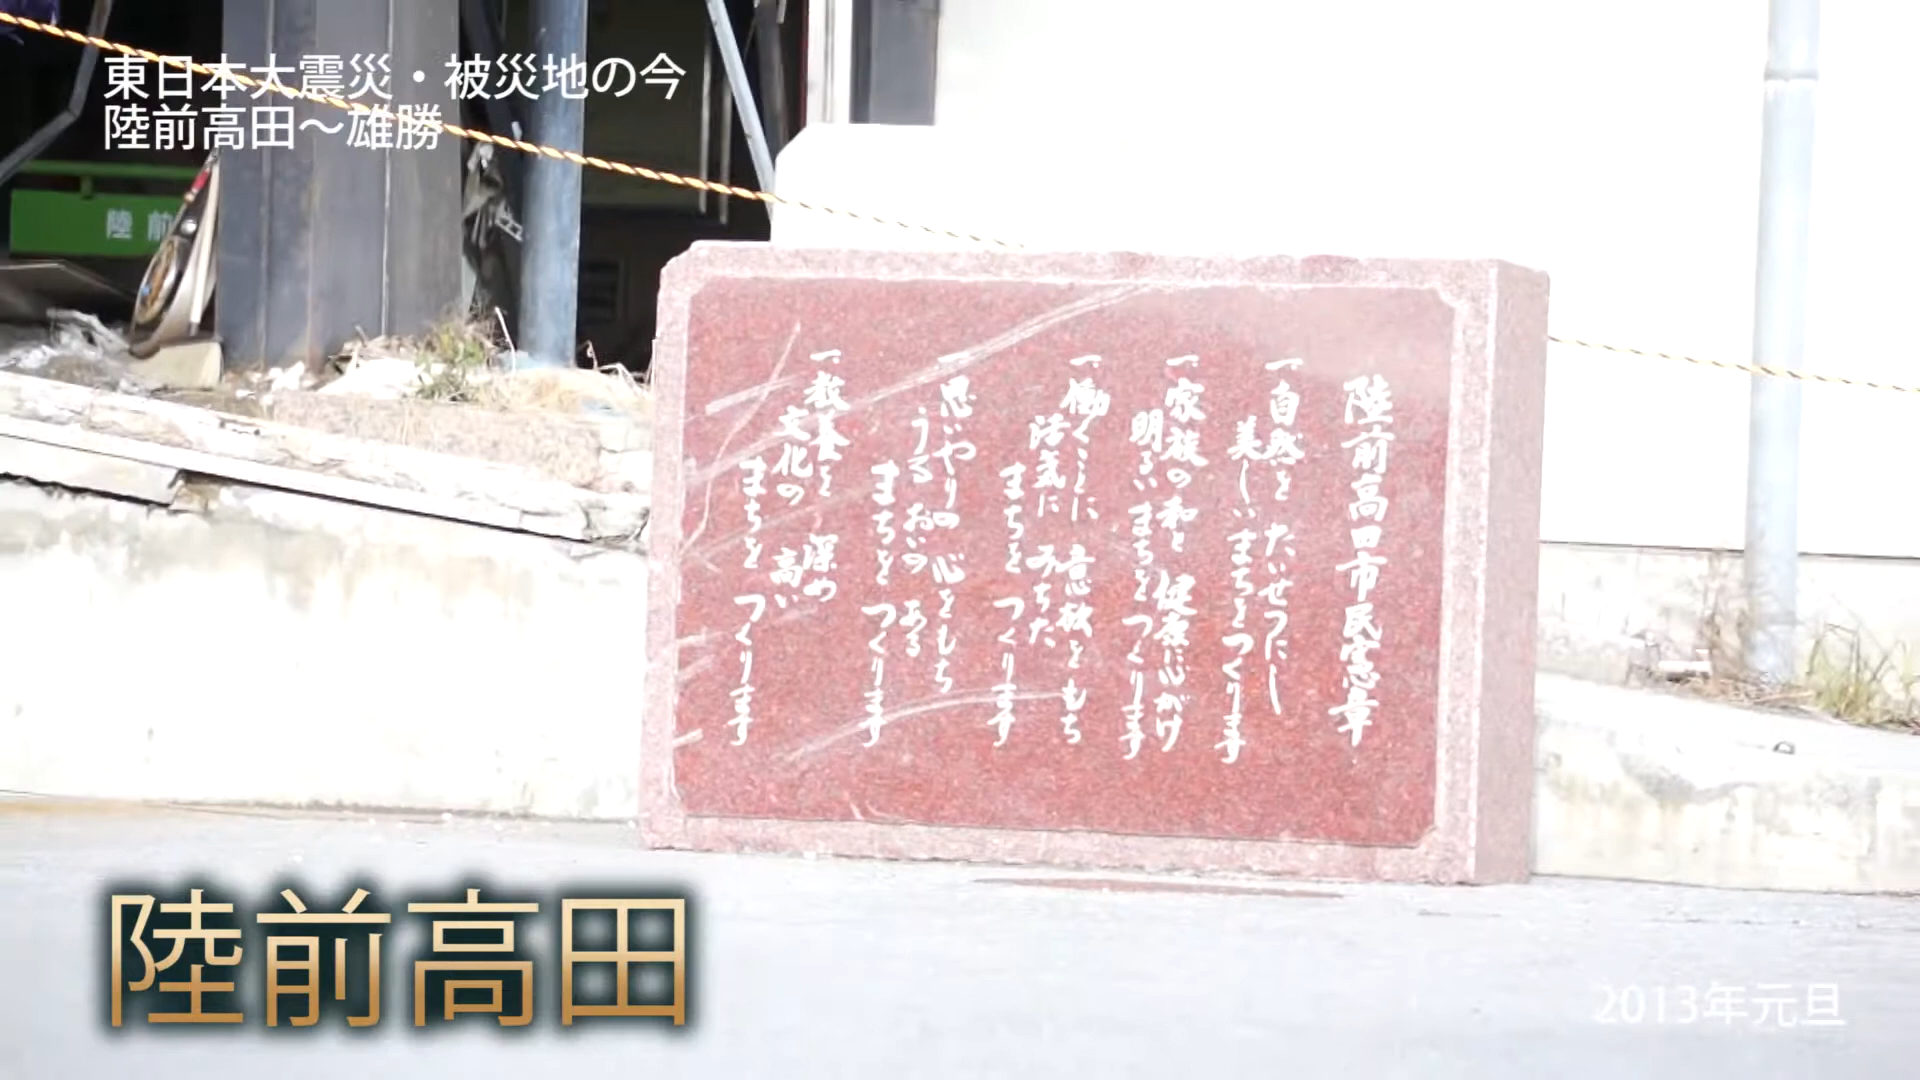 東日本大震災・被災地の今
陸前高田～雄勝
陸前
陸前高田市民憲章
一、自然を たいせつにし
美しいまちをつくります
一、家族の和と 健康に心がけ
明るいまちをつくります
一、働くことに 意欲をもち
活気に みちた
まちを つくります
一、思いやりの 心をもち
うるおいの ある
まちを つくります
一、教養を 深め
文化の 高い
まちを つくります
陸前高田
2013年元旦